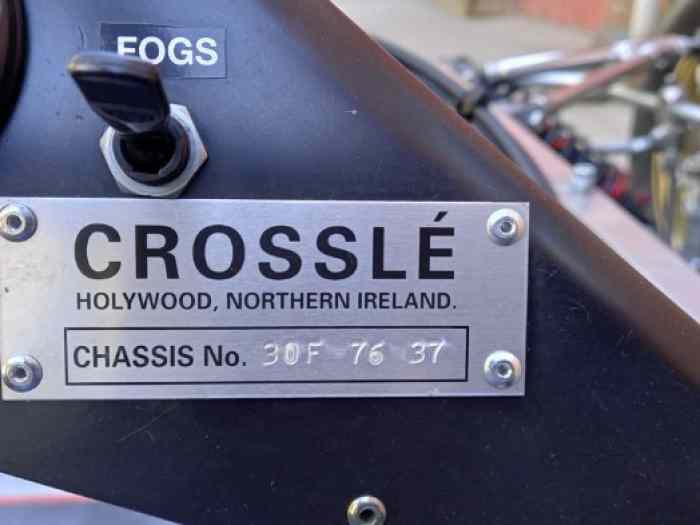 FOGS
CROSSLÉ
HOLYWOOD, NORTHERN IRELAND.
CHASSIS No. 30F 76 37